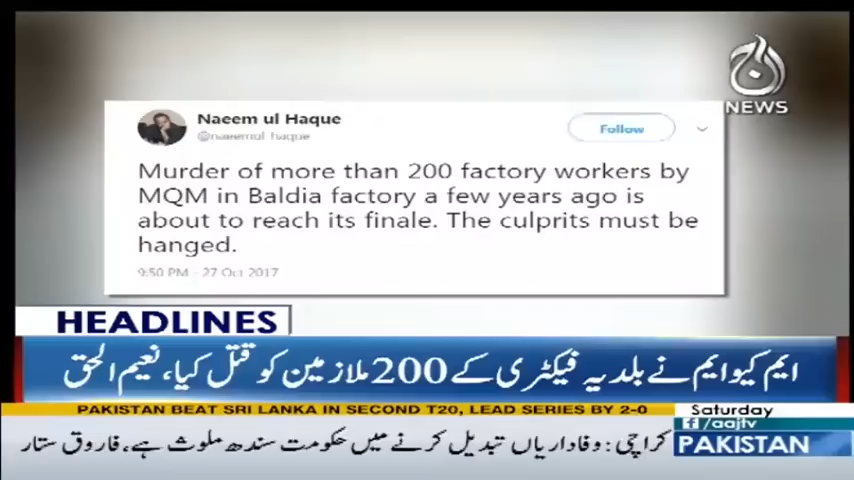 آج
NEWS
Naeem ul Haque
@naeemul_haque
Follow
Murder of more than 200 factory workers by
MQM in Baldia factory a few years ago is
about to reach its finale. The culprits must be
hanged.
9:50 PM - 27 Oct 2017
HEADLINES
ایم کیو ایم نے بلدیہ فیکٹری کے 200 ملازمین کو قتل کیا، نعیم الحق
PAKISTAN BEAT SRI LANKA IN SECOND T20, LEAD SERIES BY 2-0
Saturday
f/aajtv
کراچی: وفاداریاں تبدیل کرنے میں حکومت سندھ ملوث ہے، فاروق ستار
PAKISTAN